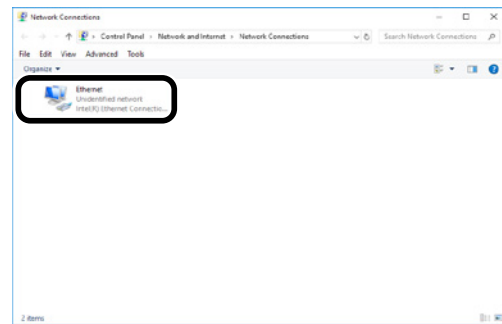 Network Connections
Control Panel › Network and Internet › Network Connections
Search Network Connections
File Edit View Advanced Tools
Organize
Ethernet
Unidentified network
Intel(R) Ethernet Connectio...
2 items